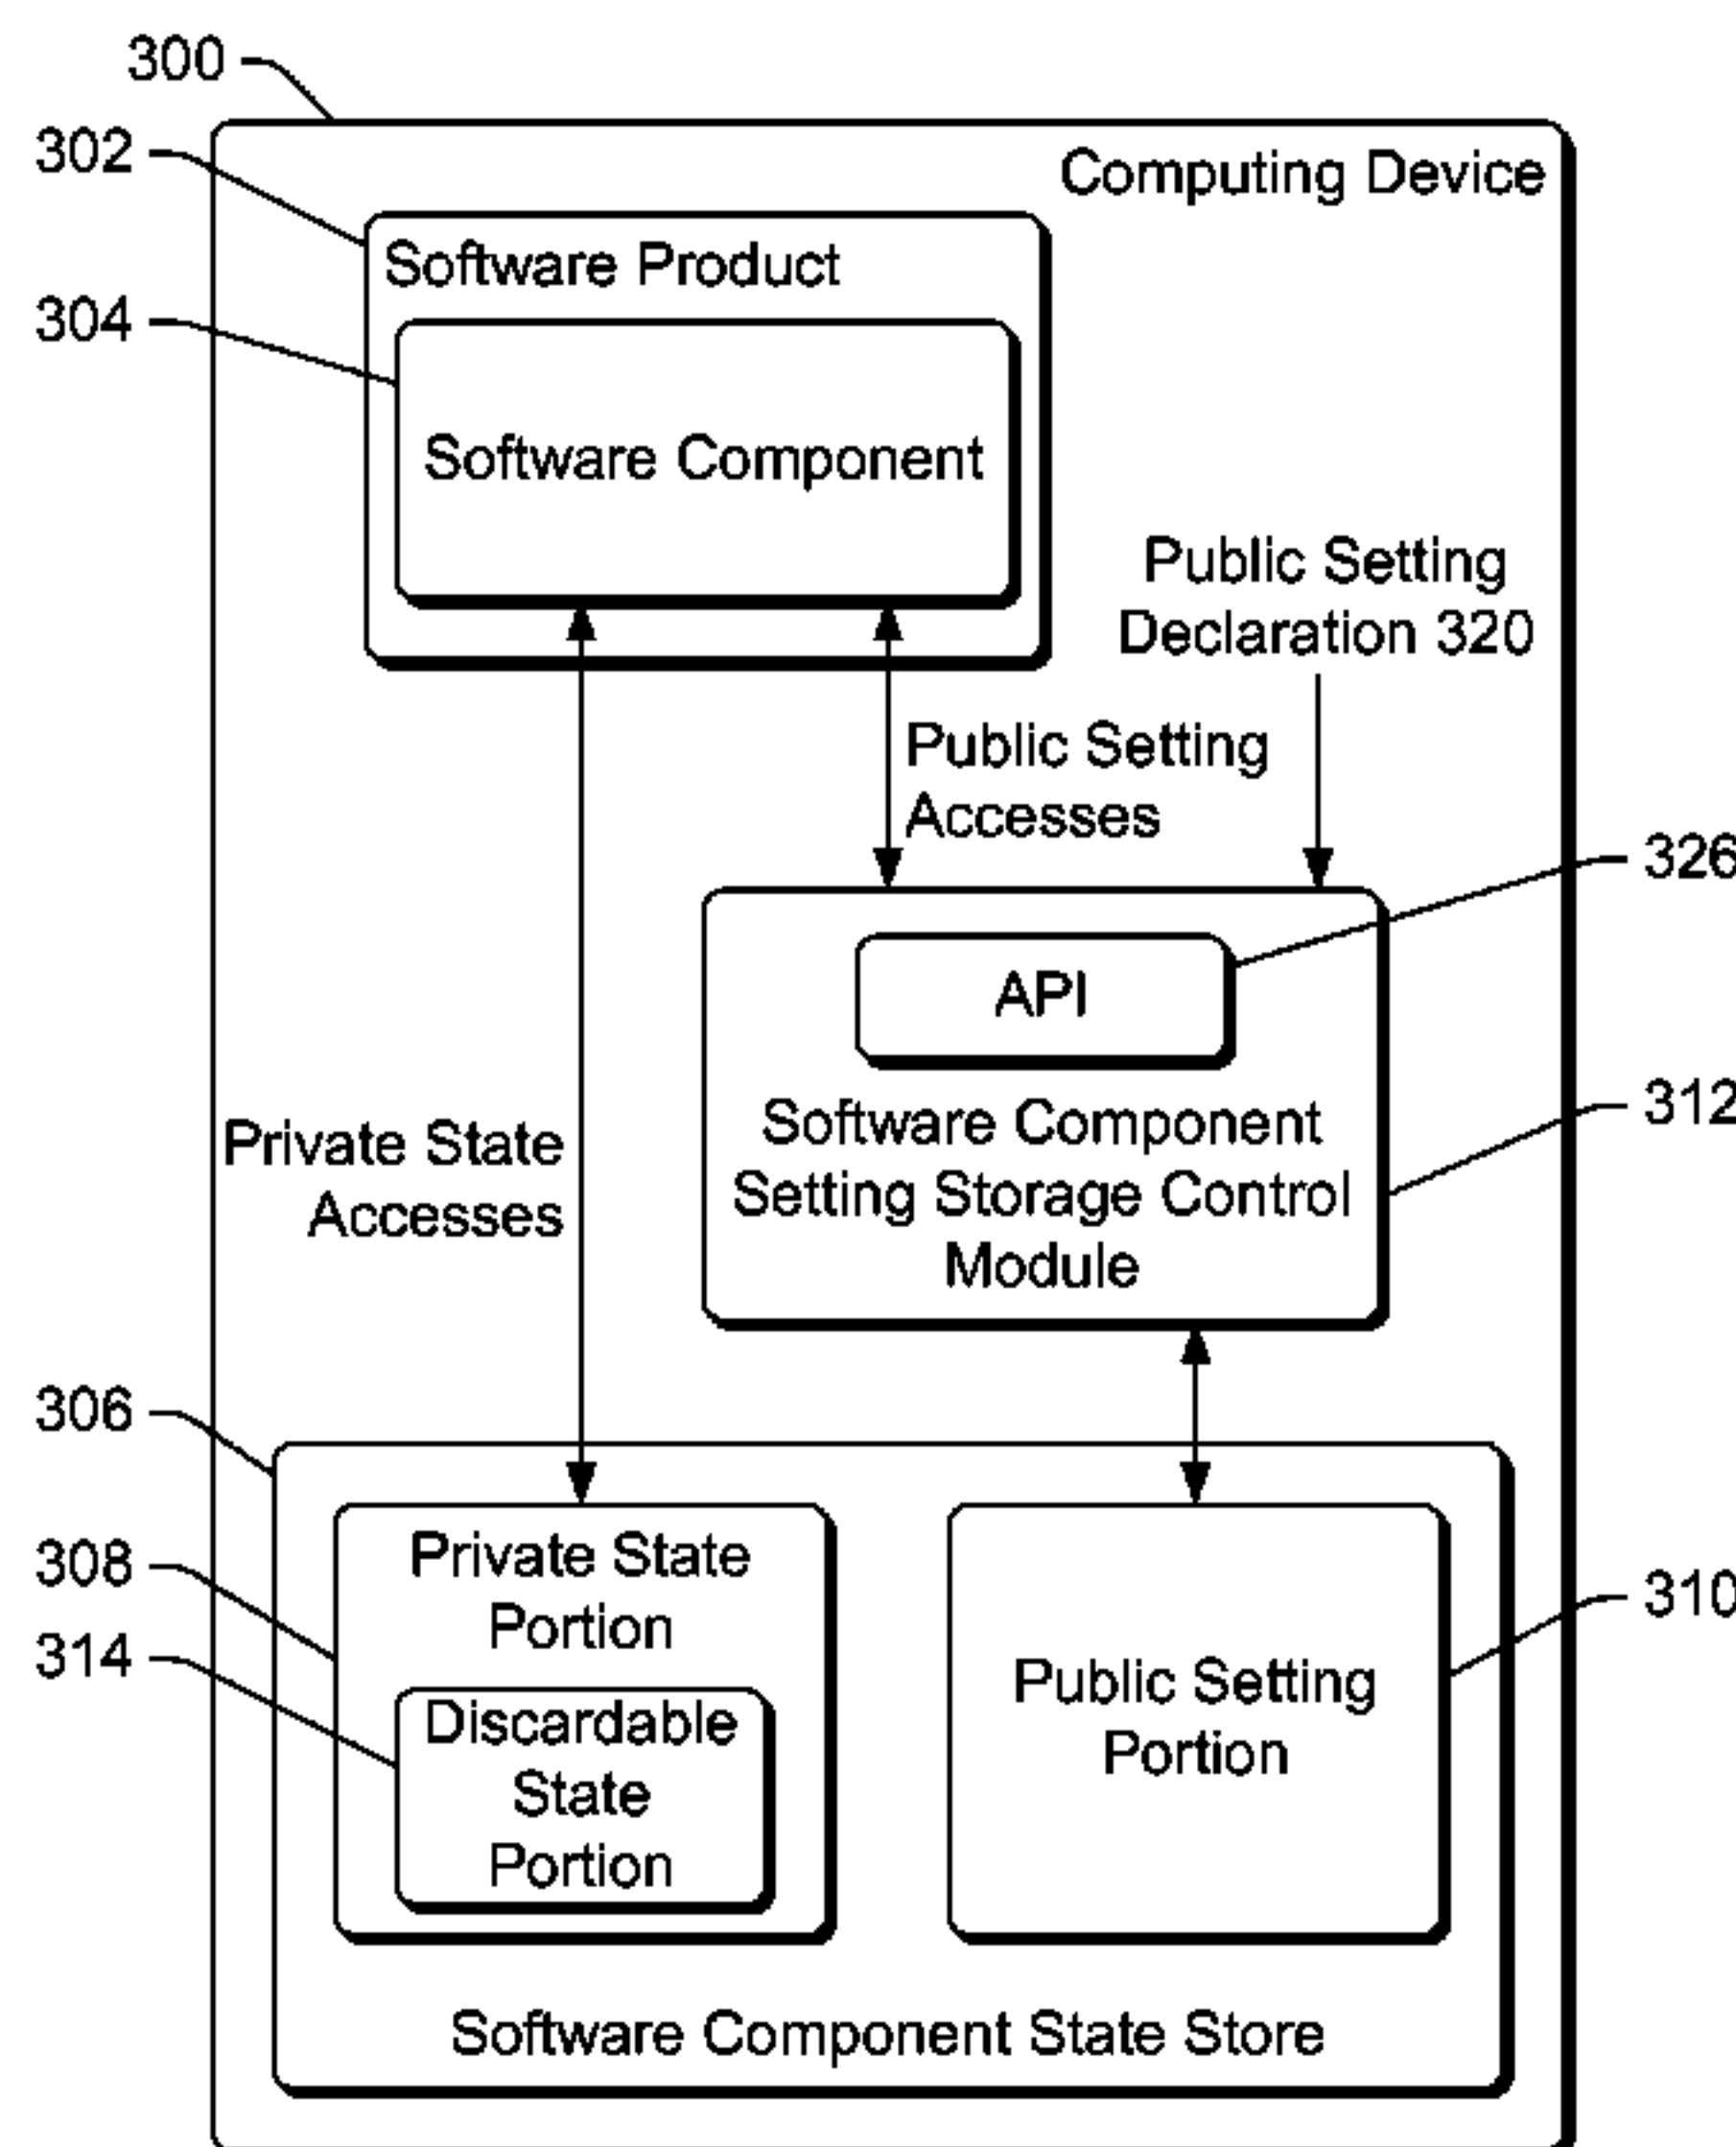 300
302
Computing Device
Software Product
304
Software Component
Public Setting
Declaration 320
Public Setting
Accesses
326
API
312
Software Component
Setting Storage Control
Module
Private State
Accesses
306
308
Private State
Portion
310
314
Discardable
State
Portion
Public Setting
Portion
Software Component State Store